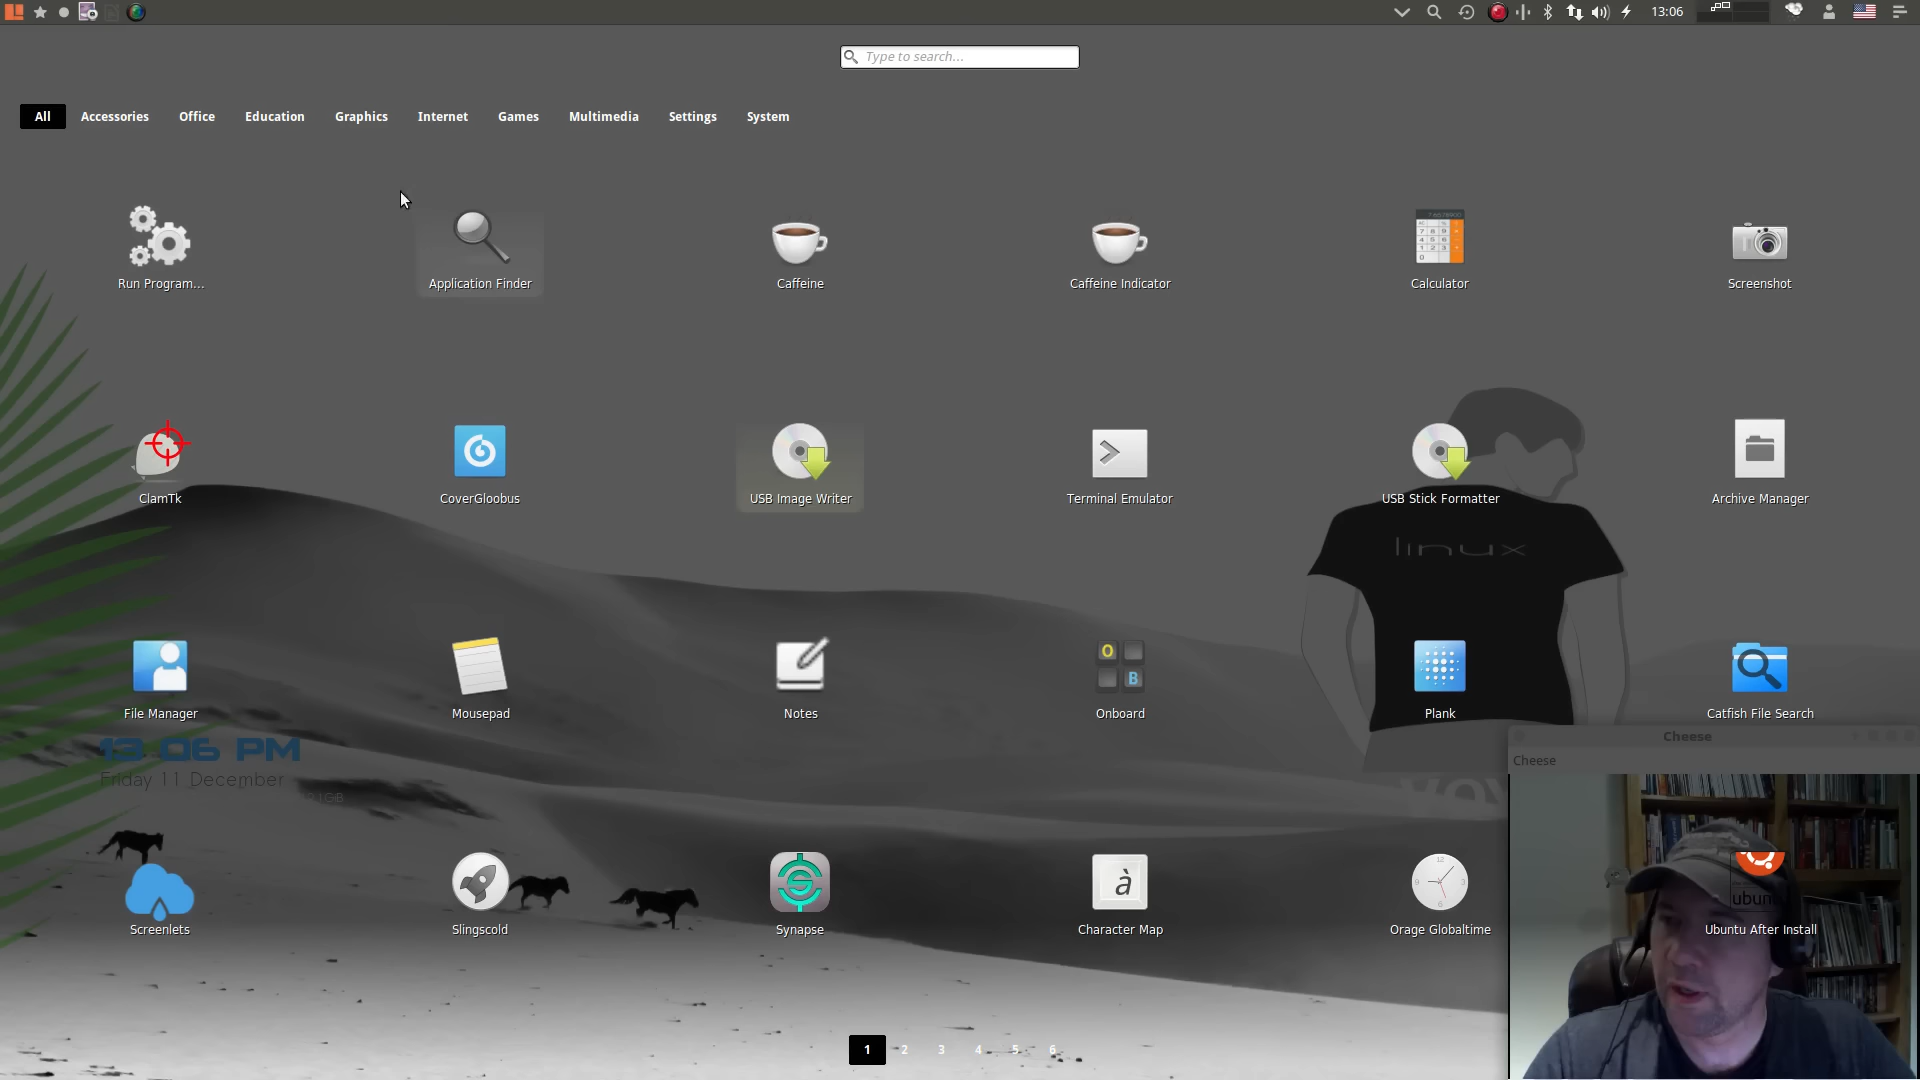 13:06
Type to search...
All Accessories Office Education Graphics Internet Games Multimedia Settings System
Run Program...
Application Finder
Caffeine
Caffeine Indicator
Calculator
Screenshot
ClamTk
CoverGloobus
USB Image Writer
Terminal Emulator
USB Stick Formatter
Archive Manager
linux
O
B
File Manager
Mousepad
Notes
Onboard
Plank
Catfish File Search
Cheese
Cheese
13 06 PM
Friday 11 December
à
Screenlets
Slingscold
Synapse
Character Map
Orage Globaltime
Ubuntu After Install
1 2 3 4 5 6